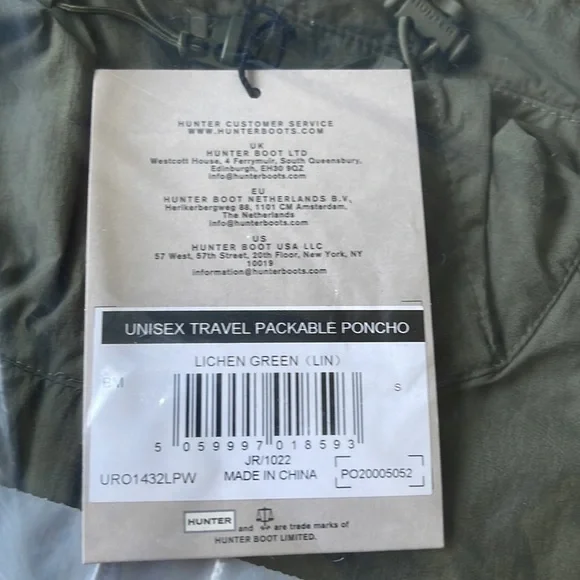 HUNTER
HUNTER CUSTOMER SERVICE
WWW.HUNTERBOOTS.COM
UK
HUNTER BOOT LTD
Westcott House, 4 Ferrymuir, South Queensbury,
Edinburgh, EH30 9QZ
info@hunterboots.com
EU
HUNTER BOOT NETHERLANDS B.V.
Herikerbergweg 88, 1101 CM Amsterdam,
The Netherlands
info@hunterboots.com
US
HUNTER BOOT USA LLC
57 West, 57th Street, 20th Floor, New York, NY
10019
information@hunterboots.com
UNISEX TRAVEL PACKABLE PONCHO
LICHEN GREEN (LIN)
BM
S
5 059997 018593
JR/1022
URO1432LPW
MADE IN CHINA
PO20005052
HUNTER and are trade marks of
HUNTER BOOT LIMITED.